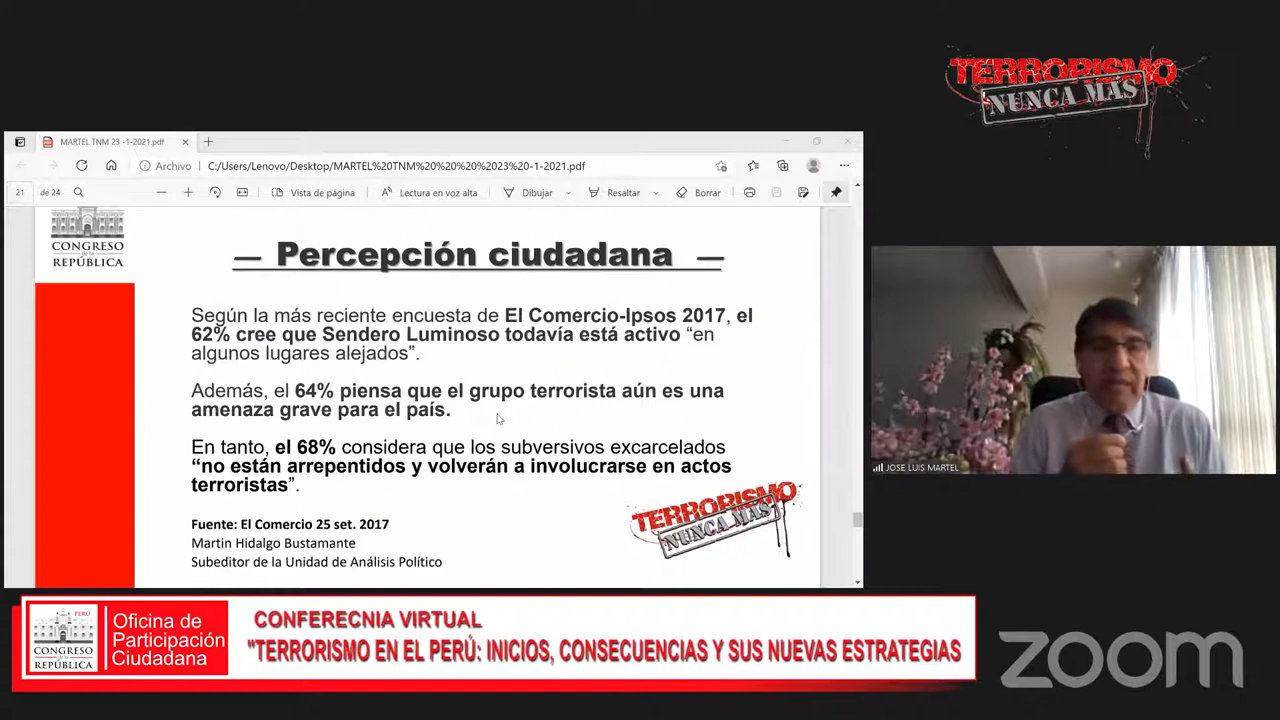 TERRORISMO
NUNCA MÁS
MARTEL TNM 23 -1-2021.pdf
Archivo
C:/Users/Lenovo/Desktop/MARTEL%20TNM%20%20%20%2023%20-1-2021.pdf
21
de 24
Vista de página
Lectura en voz alta
Dibujar
Resaltar
Borrar
CONGRESO
de la
REPÚBLICA
— Percepción ciudadana —
Según la más reciente encuesta de El Comercio-Ipsos 2017, el
62% cree que Sendero Luminoso todavía está activo “en
algunos lugares alejados”.
Además, el 64% piensa que el grupo terrorista aún es una
amenaza grave para el país.
En tanto, el 68% considera que los subversivos excarcelados
“no están arrepentidos y volverán a involucrarse en actos
terroristas”.
TERRORISMO
NUNCA MÁS
Fuente: El Comercio 25 set. 2017
Martin Hidalgo Bustamante
Subeditor de la Unidad de Análisis Político
JOSE LUIS MARTEL
PERÚ
CONGRESO
de la
REPÚBLICA
Oficina de
Participación
Ciudadana
CONFERECNIA VIRTUAL
"TERRORISMO EN EL PERÚ: INICIOS, CONSECUENCIAS Y SUS NUEVAS ESTRATEGIAS
zoom